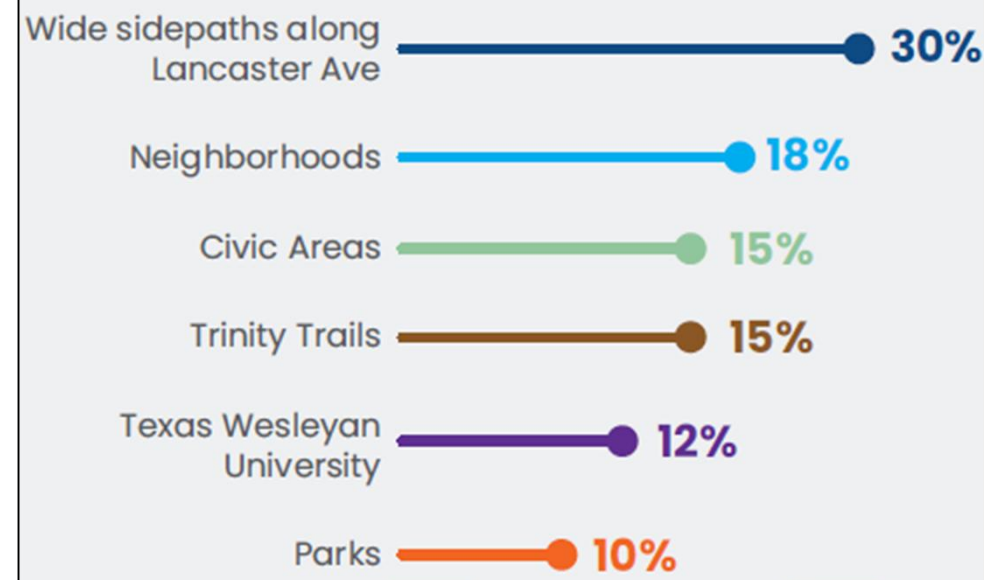 Wide sidepaths along
Lancaster Ave
30%
Neighborhoods 18%
Civic Areas 15%
Trinity Trails 15%
Texas Wesleyan
University
12%
Parks 10%